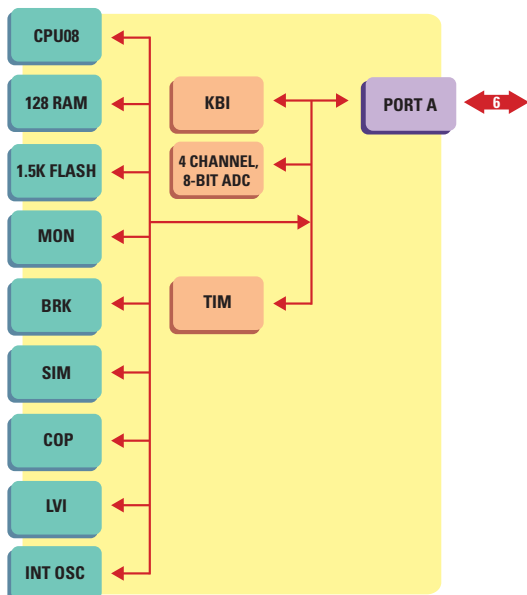 CPU08
128 RAM
KBI
PORT A
6
1.5K FLASH
4 CHANNEL,
8-BIT ADC
MON
BRK
TIM
SIM
COP
LVI
INT OSC